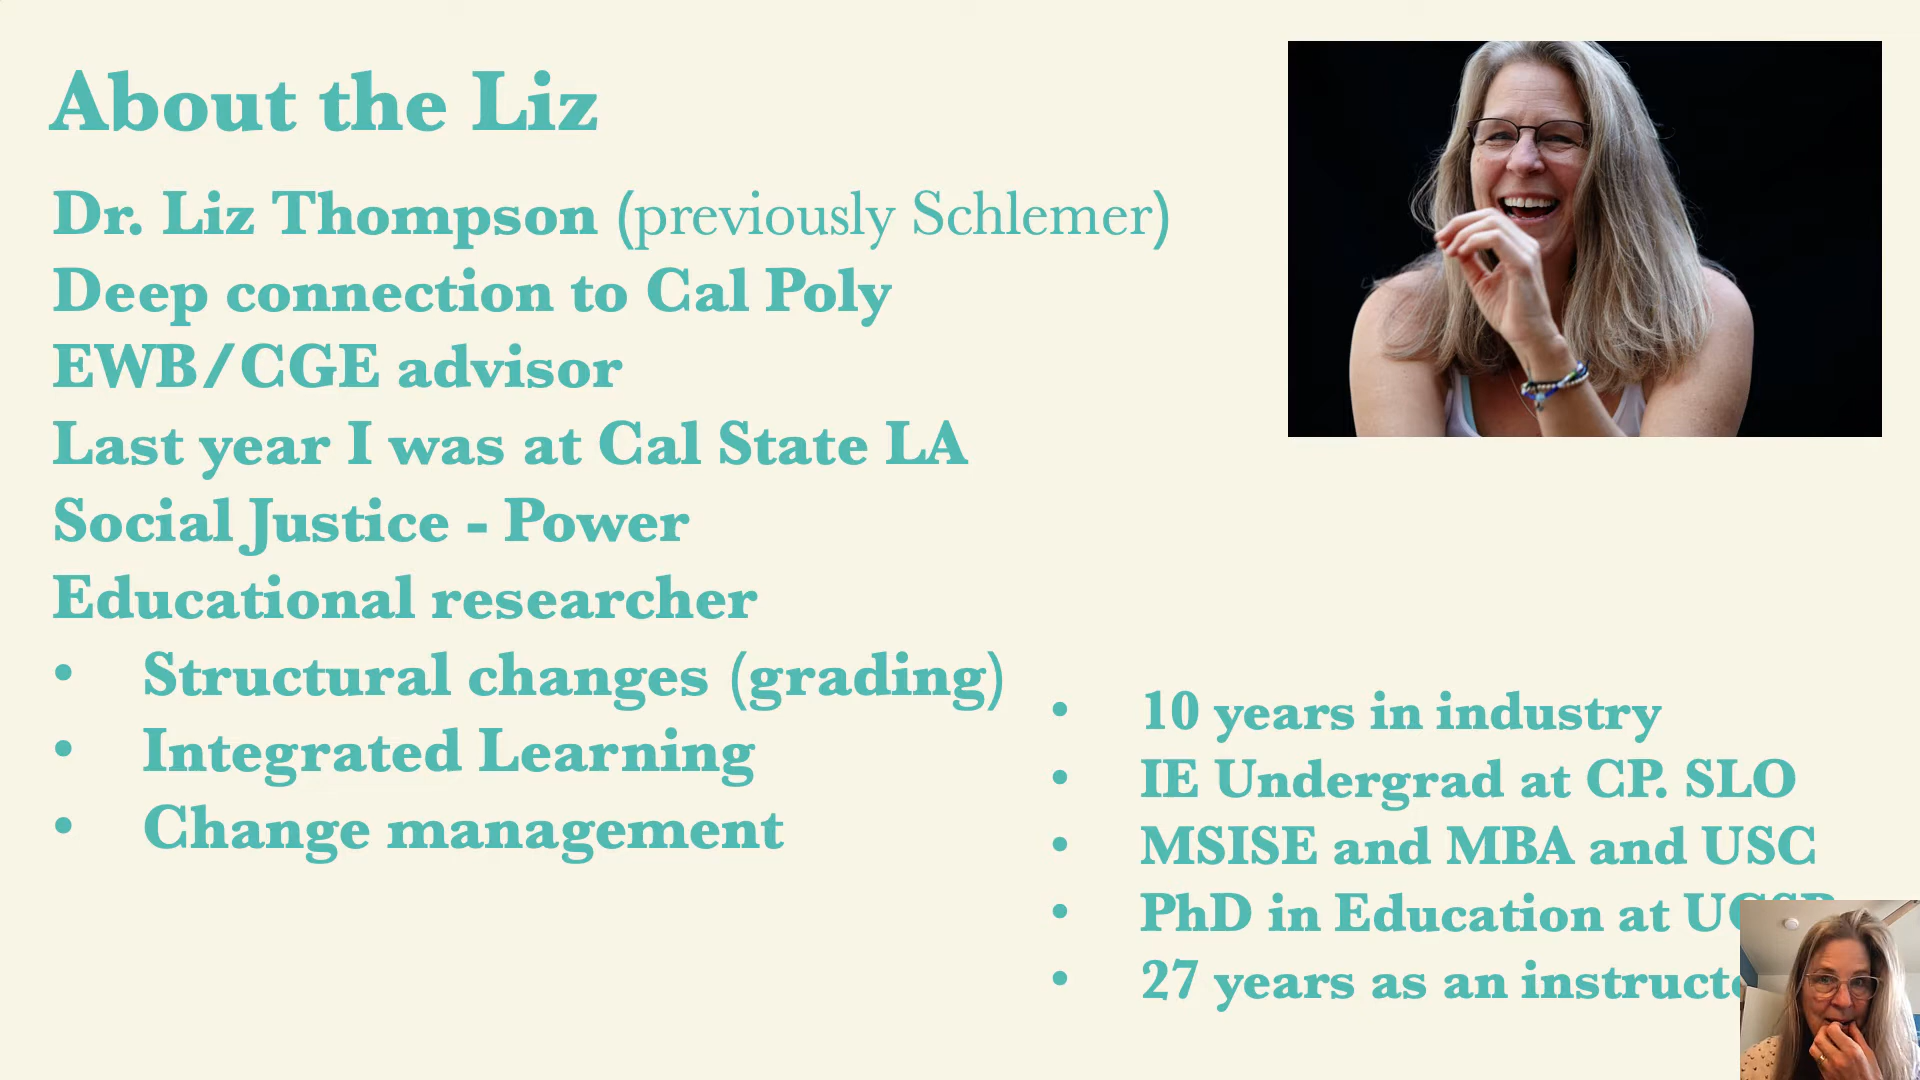 About the Liz
Dr. Liz Thompson (previously Schlemer)
Deep connection to Cal Poly
EWB/CGE advisor
Last year I was at Cal State LA
Social Justice - Power
Educational researcher
• Structural changes (grading)
• Integrated Learning
• Change management
• 10 years in industry
• IE Undergrad at CP. SLO
• MSISE and MBA and USC
• PhD in Education at
• 27 years as an